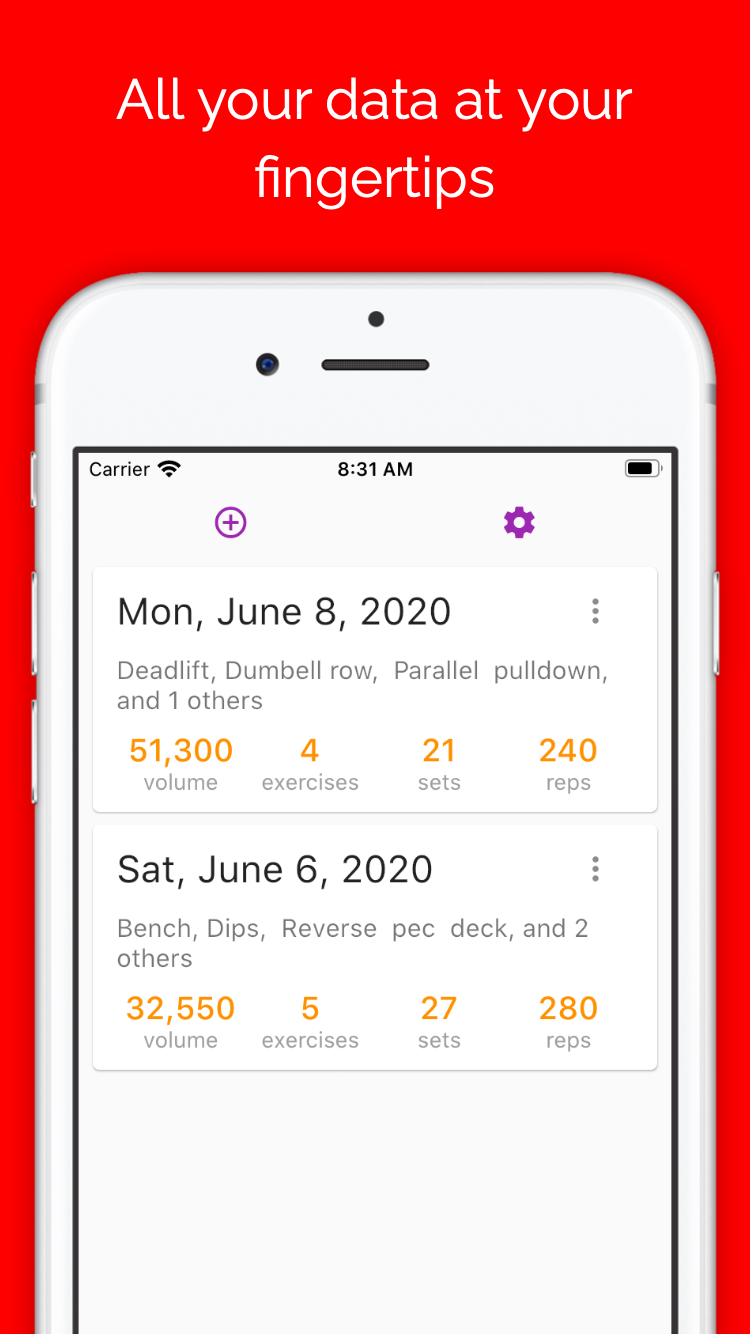 All your data at your
fingertips
Carrier 8:31 AM
Mon, June 8, 2020
Deadlift, Dumbell row, Parallel pulldown,
and 1 others
51,300 4 21 240
volume exercises sets reps
Sat, June 6, 2020
Bench, Dips, Reverse pec deck, and 2
others
32,550 5 27 280
volume exercises sets reps